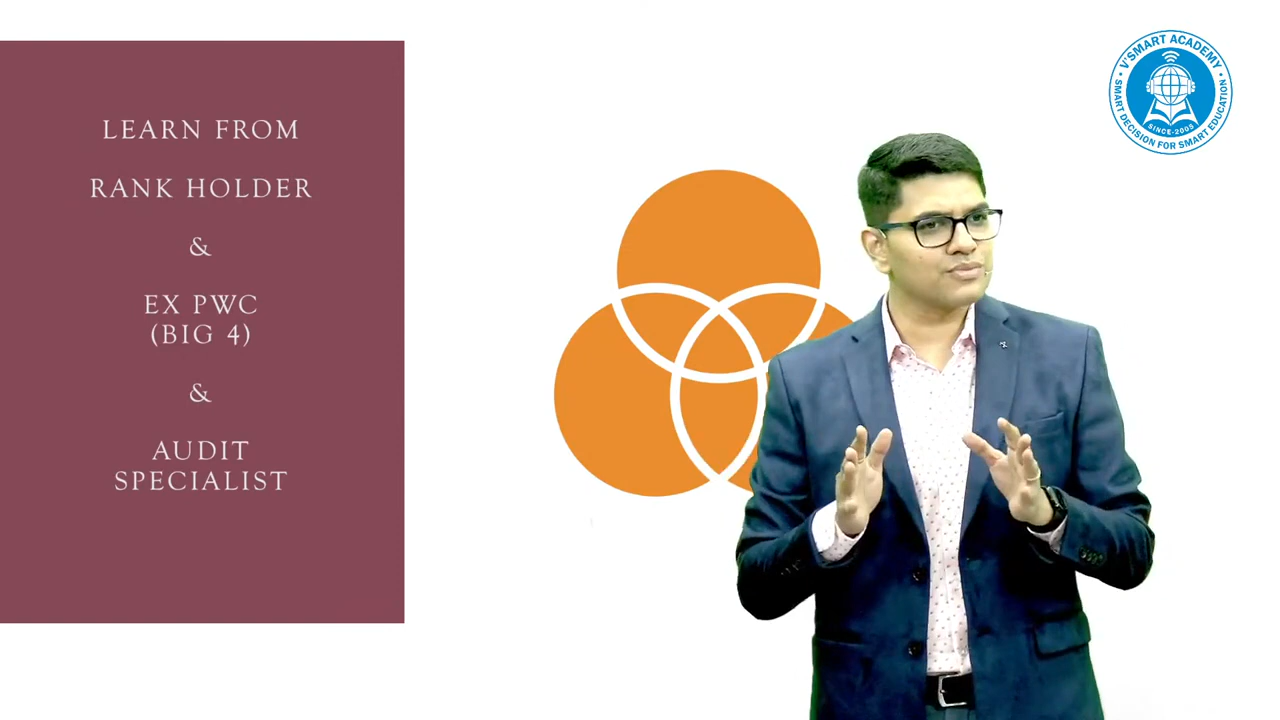 LEARN FROM
RANK HOLDER
&
EX PWC
(BIG 4)
&
AUDIT
SPECIALIST
V'SMART ACADEMY
SINCE-2005
SMART DECISION FOR SMART EDUCATION